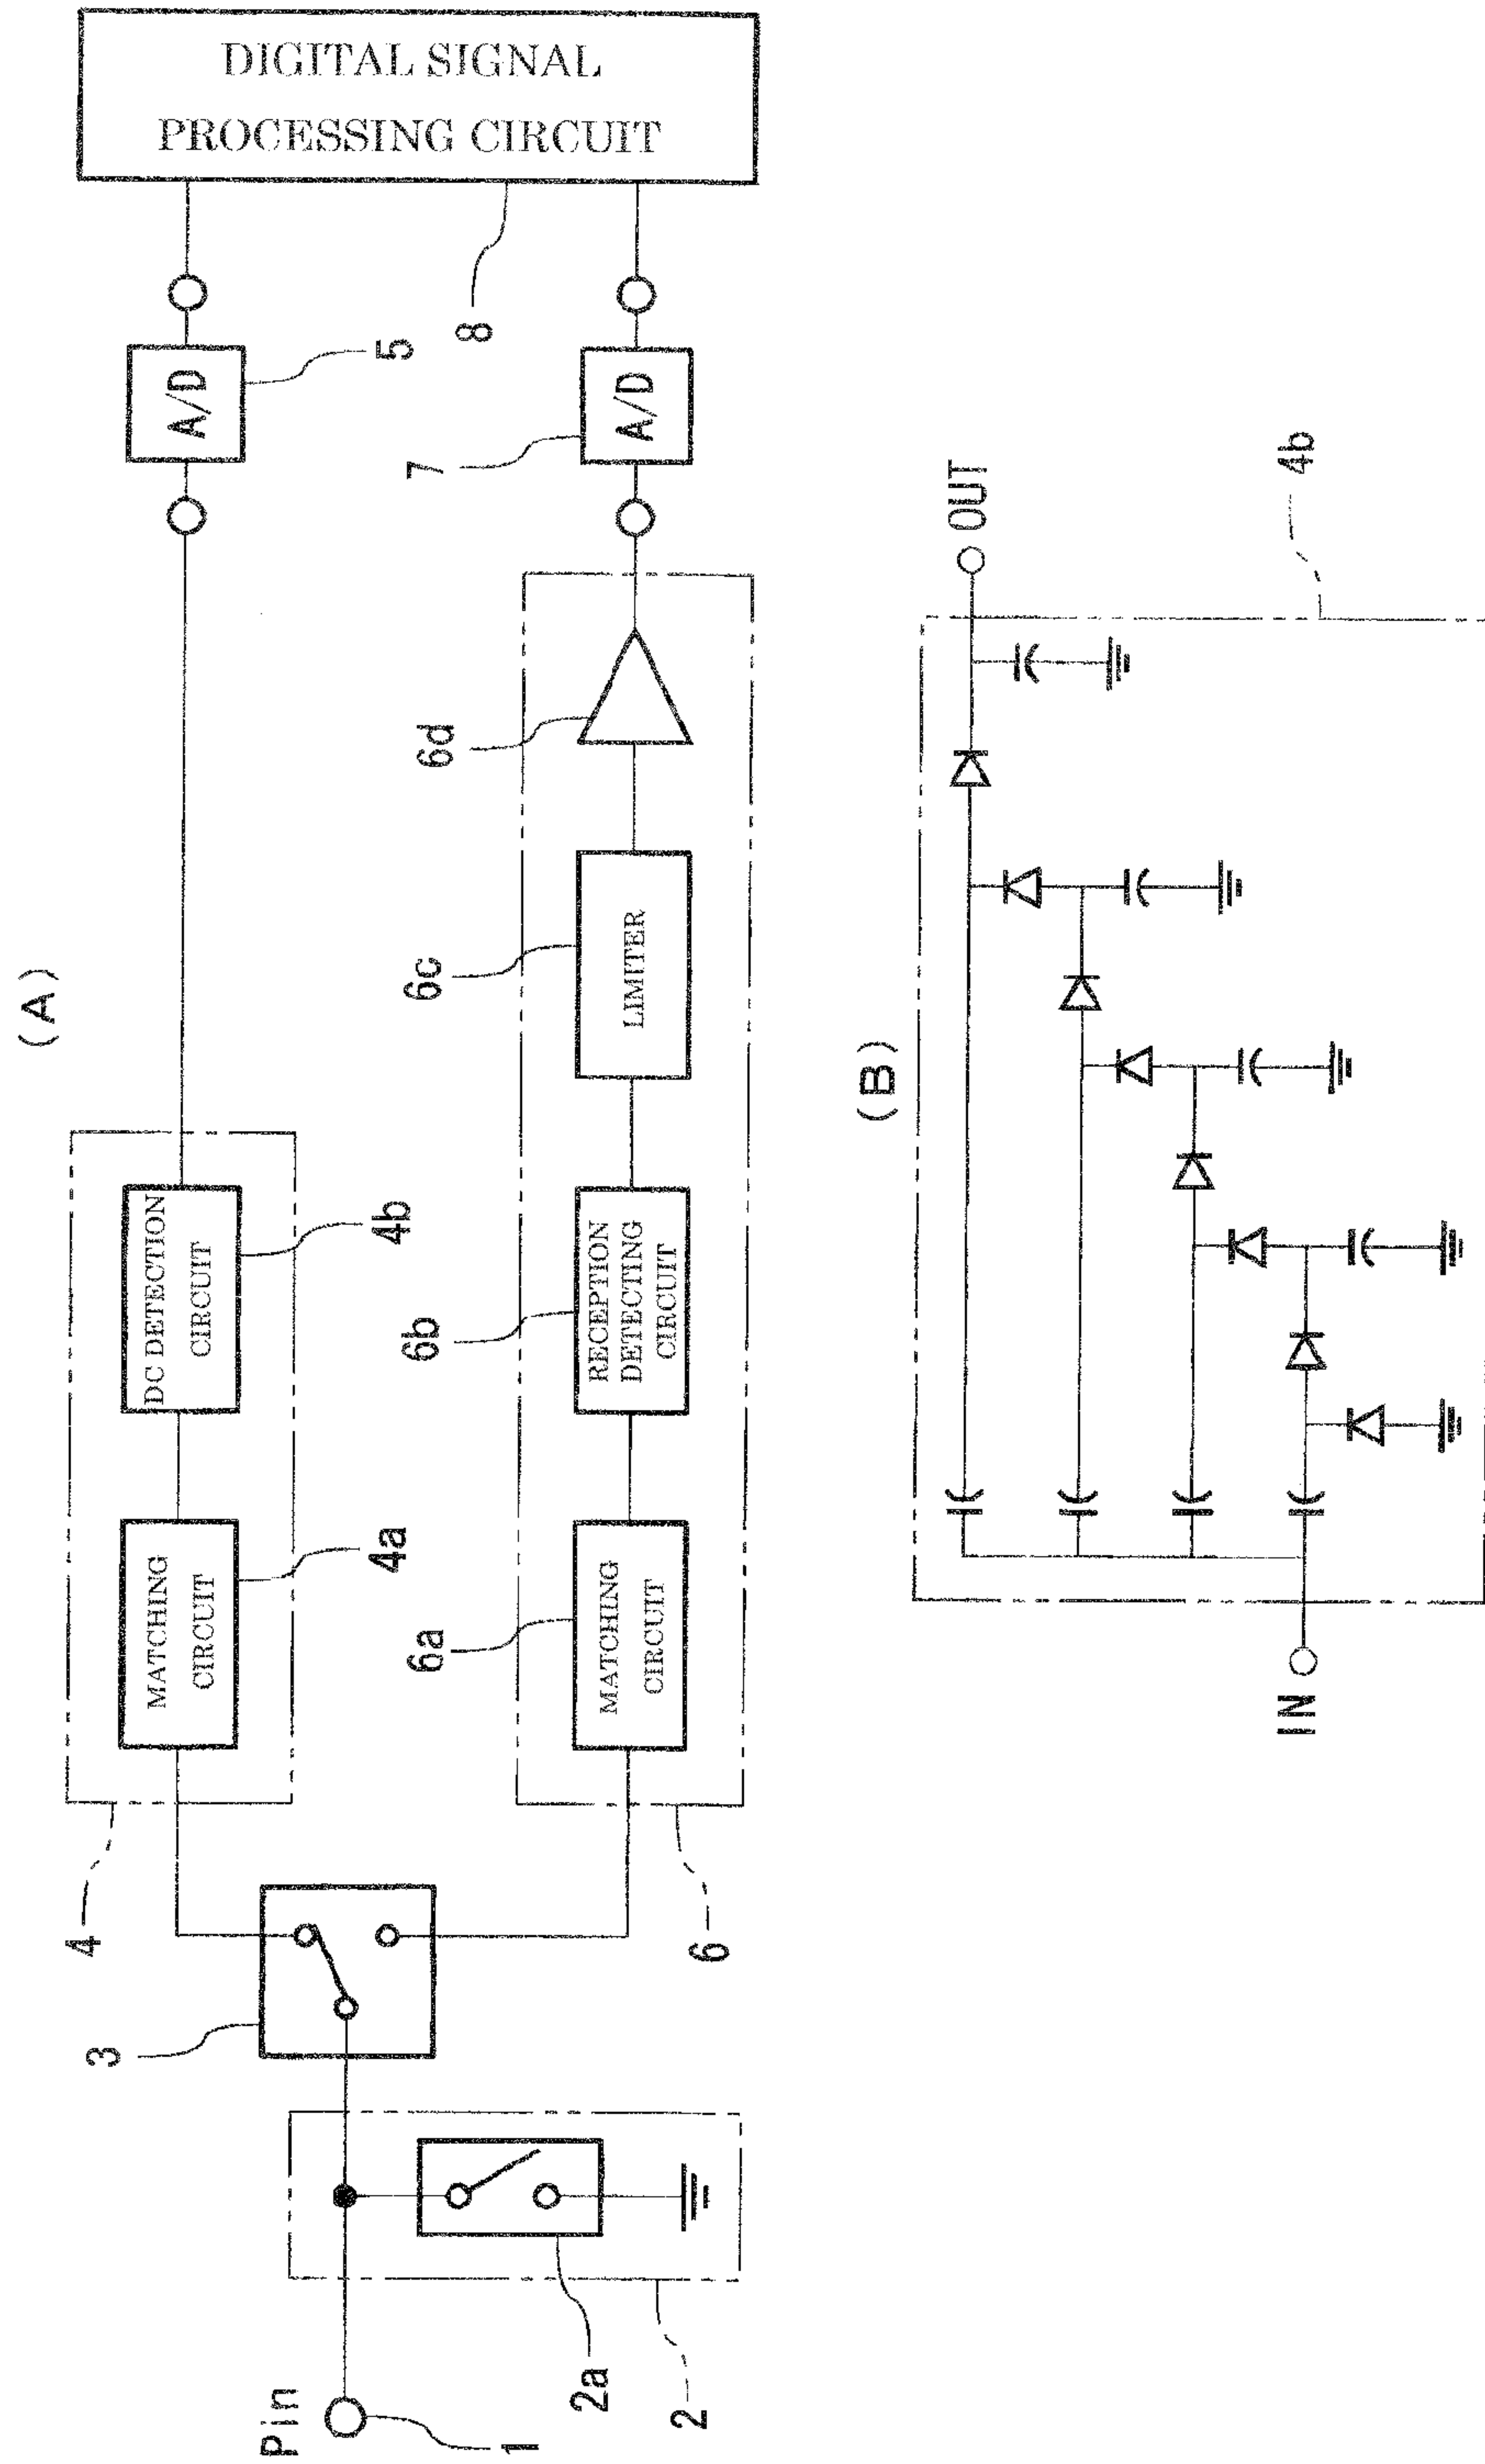 (A)
Pin
1
2
2a
3
4
MATCHING
CIRCUIT
4a
DC DETECTION
CIRCUIT
4b
A/D
5
6
MATCHING
CIRCUIT
6a
RECEPTION
DETECTING
CIRCUIT
6b
LIMITER
6c
6d
A/D
7
DIGITAL SIGNAL
PROCESSING CIRCUIT
8
(B)
IN
OUT
4b